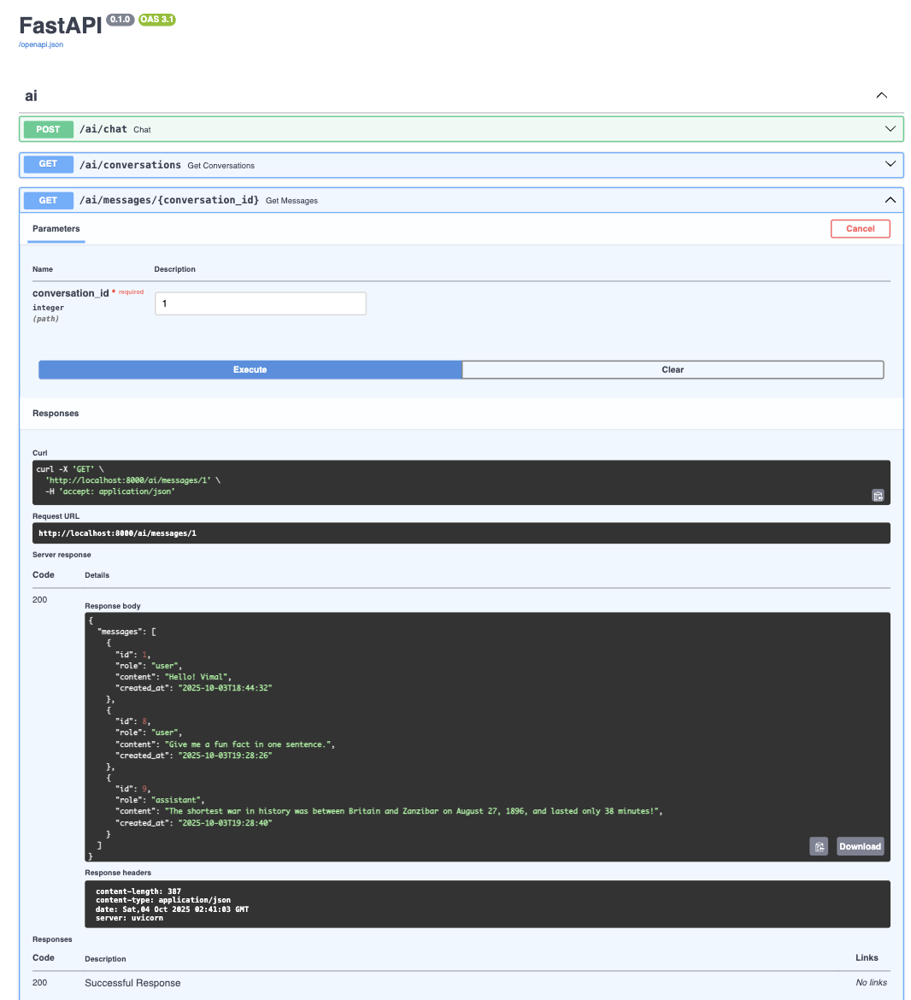 FastAPI 0.1.0 OAS 3.1
/openapi.json
ai
POST /ai/chat Chat
GET /ai/conversations Get Conversations
GET /ai/messages/{conversation_id} Get Messages
Parameters
Cancel
Name Description
conversation_id * required
integer
(path)
1
Execute Clear
Responses
Curl
curl -X 'GET' \
  'http://localhost:8000/ai/messages/1' \
  -H 'accept: application/json'
Request URL
http://localhost:8000/ai/messages/1
Server response
Code Details
200
Response body
{
  "messages": [
    {
      "id": 1,
      "role": "user",
      "content": "Hello! Vimal",
      "created_at": "2025-10-03T18:44:32"
    },
    {
      "id": 8,
      "role": "user",
      "content": "Give me a fun fact in one sentence.",
      "created_at": "2025-10-03T19:28:26"
    },
    {
      "id": 9,
      "role": "assistant",
      "content": "The shortest war in history was between Britain and Zanzibar on August 27, 1896, and lasted only 38 minutes!",
      "created_at": "2025-10-03T19:28:40"
    }
  ]
}
Download
Response headers
content-length: 387
content-type: application/json
date: Sat,04 Oct 2025 02:41:03 GMT
server: uvicorn
Responses
Code Description Links
200 Successful Response No links